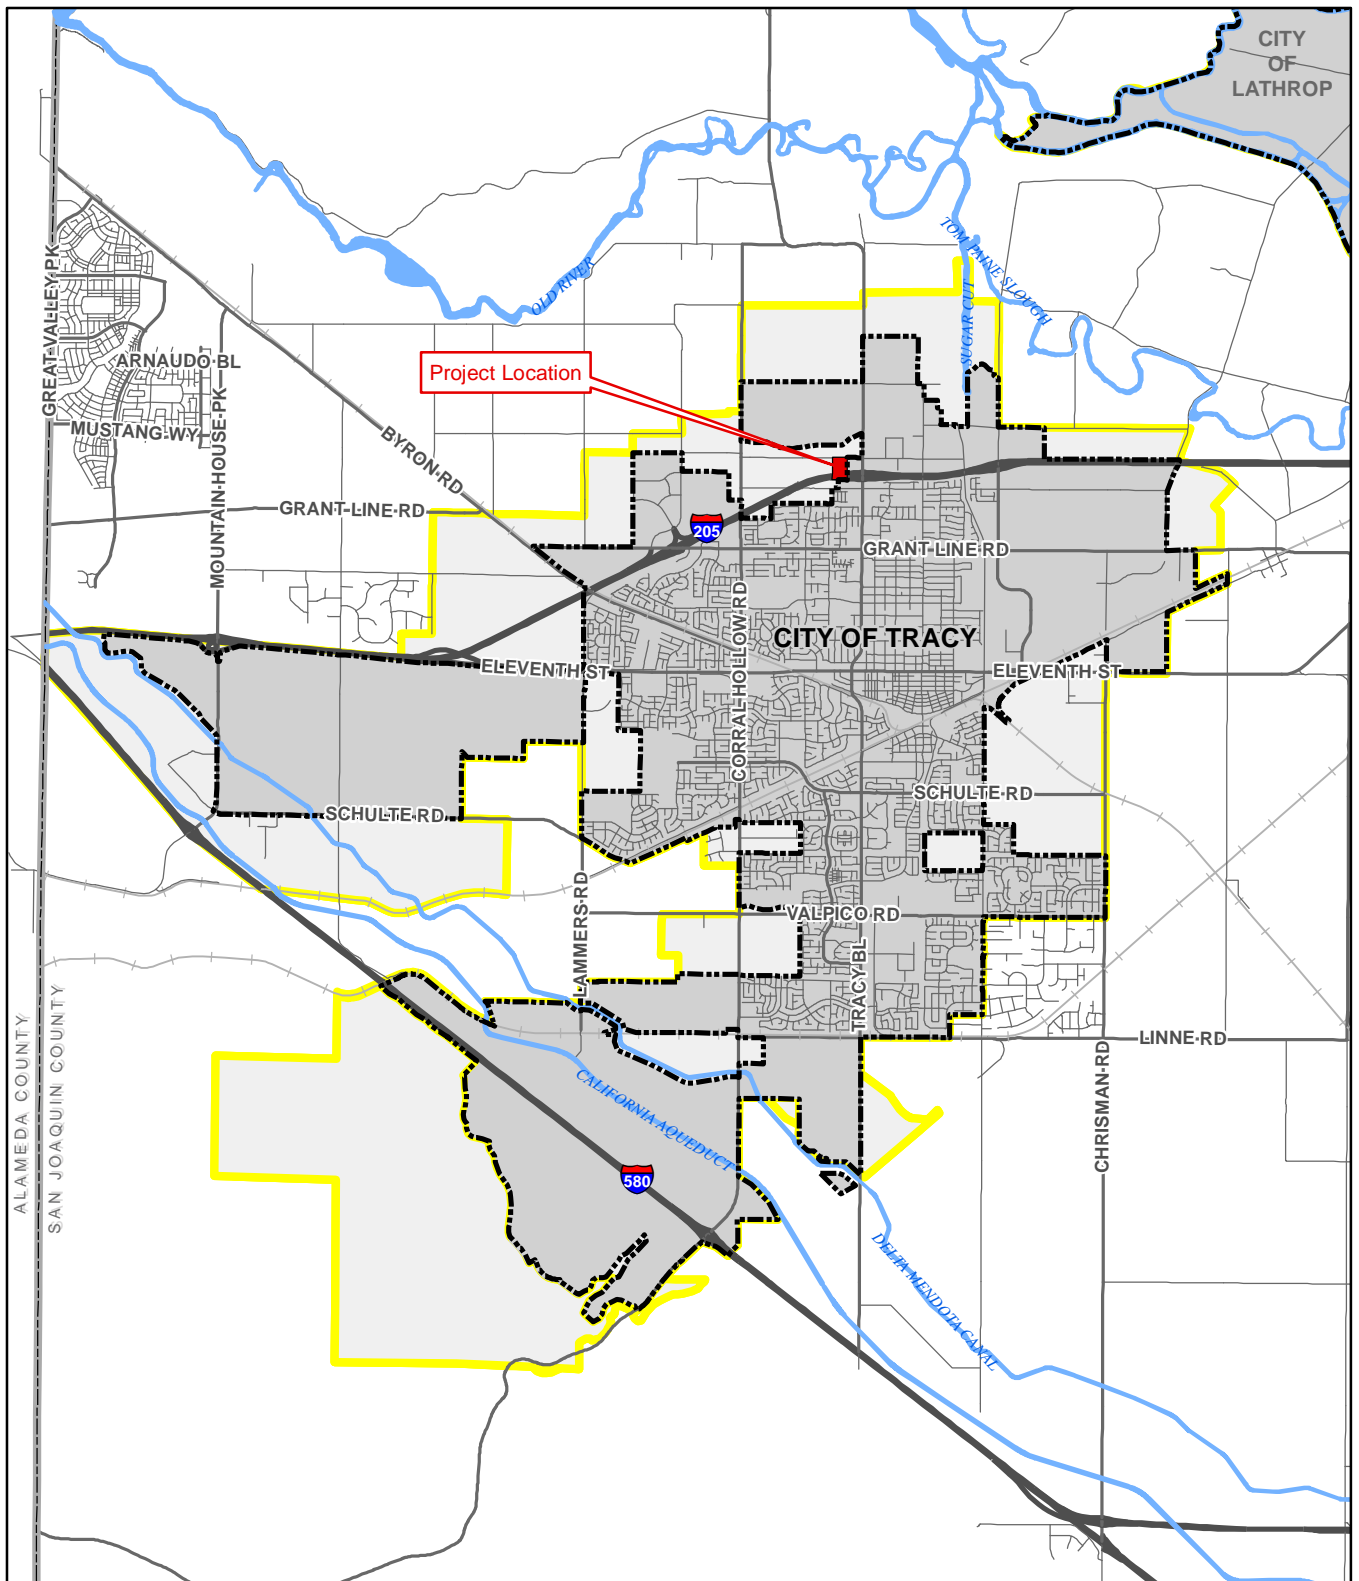 CITY
OF
LATHROP
TOM PAINE SLOUGH
OLD RIVER
SUGAR CUT
GREAT VALLEY PK
ARNAUDO BL
Project Location
MUSTANG WY
MOUNTAIN HOUSE PK
BYRON RD
GRANT LINE RD
205
GRANT LINE RD
CORRAL HOLLOW RD
CITY OF TRACY
ELEVENTH ST
ELEVENTH ST
SCHULTE RD
SCHULTE RD
LAMMERS RD
VALPICO RD
TRACY BL
LINNE RD
CHRISMAN RD
ALAMEDA COUNTY
SAN JOAQUIN COUNTY
CALIFORNIA AQUEDUCT
580
DELTA MENDOTA CANAL